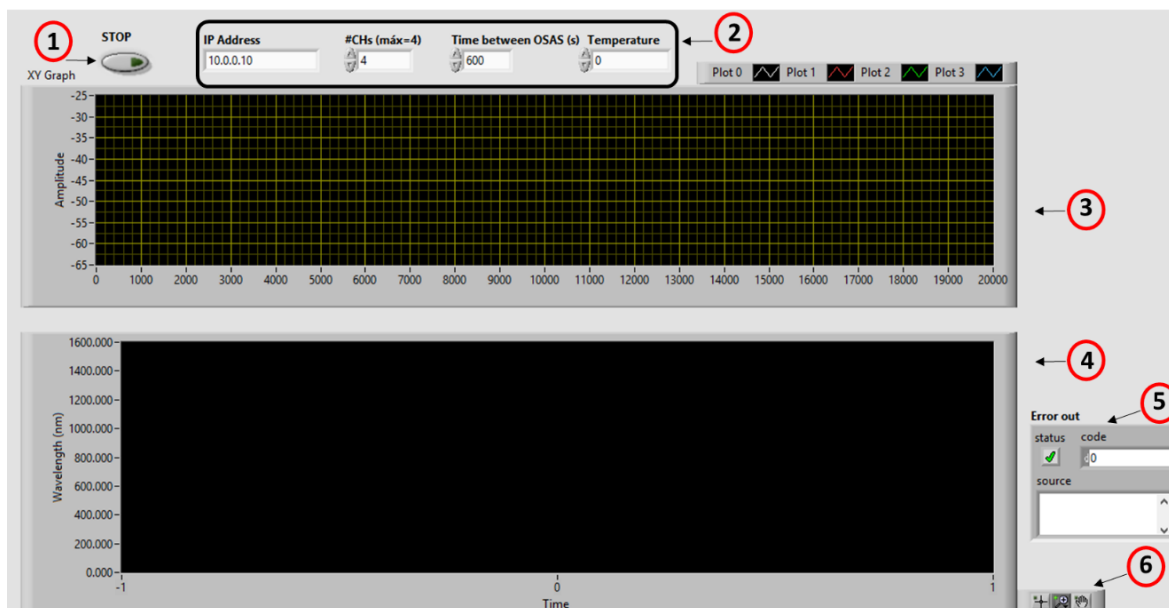 1
STOP
2
IP Address
#CHs (máx=4)
Time between OSAS (s)
Temperature
10.0.0.10
4
600
0
XY Graph
Plot 0
Plot 1
Plot 2
Plot 3
-25
-30
-35
-40
-45
-50
-55
-60
-65
Amplitude
0 1000 2000 3000 4000 5000 6000 7000 8000 9000 10000 11000 12000 13000 14000 15000 16000 17000 18000 19000 20000
3
1600.000
1400.000
1200.000
1000.000
800.000
600.000
400.000
200.000
0.000
Wavelength (nm)
-1 0 1
Time
4
5
Error out
status
code
d0
source
6